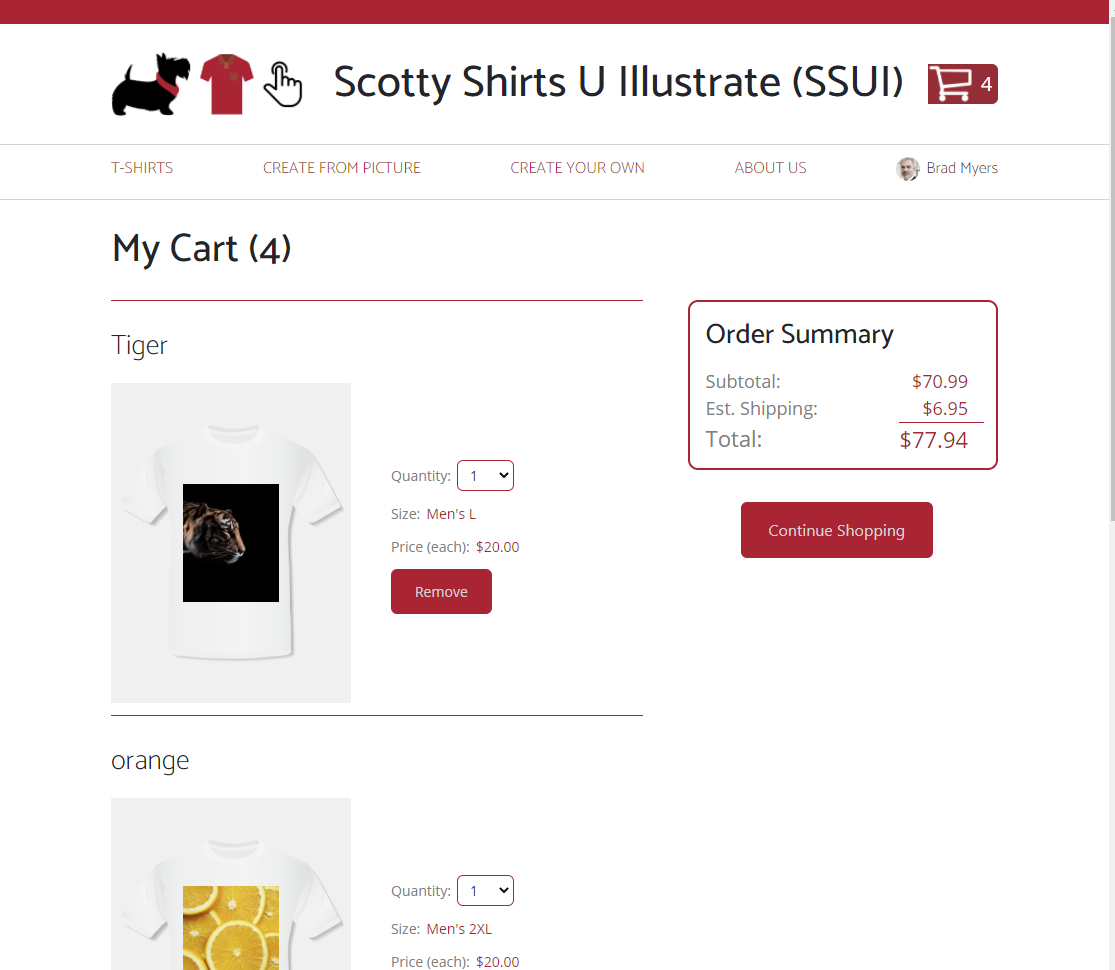 Scotty Shirts U Illustrate (SSUI)
4
T-SHIRTS CREATE FROM PICTURE CREATE YOUR OWN ABOUT US Brad Myers
My Cart (4)
Tiger
Quantity: 1
Size: Men's L
Price (each): $20.00
Remove
Order Summary
Subtotal: $70.99
Est. Shipping: $6.95
Total: $77.94
Continue Shopping
orange
Quantity: 1
Size: Men's 2XL
Price (each): $20.00